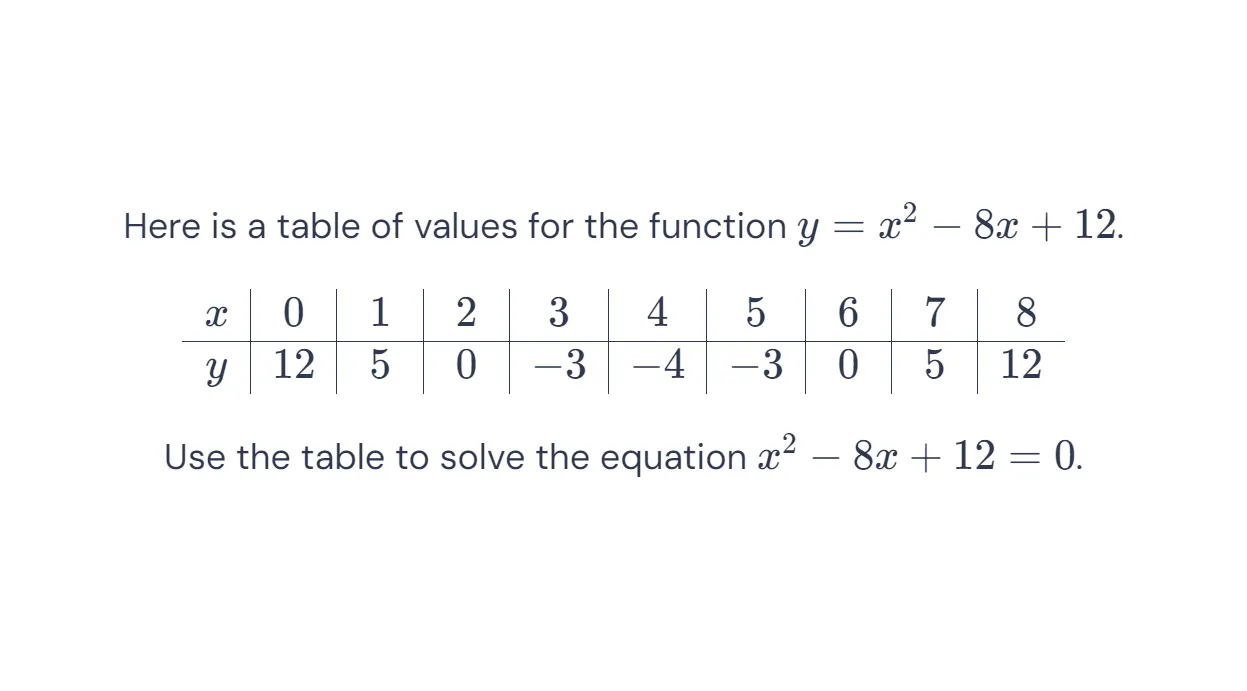 Here is a table of values for the function y = x² − 8x + 12.
x 0 1 2 3 4 5 6 7 8
y 12 5 0 −3 −4 −3 0 5 12
Use the table to solve the equation x² − 8x + 12 = 0.